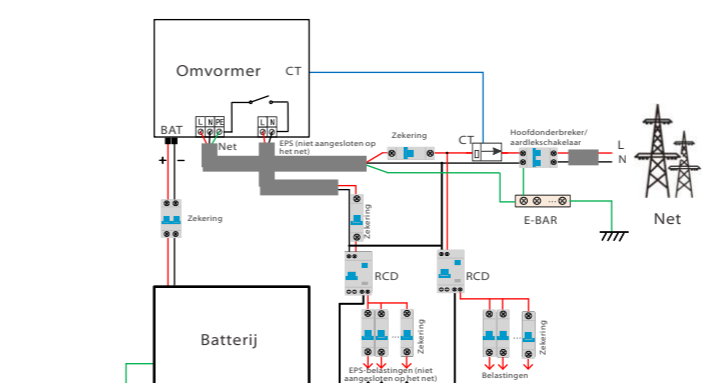 Omvormer
CT
L N PE
L N
BAT
Net
EPS (niet aangesloten op
het net)
+
−
Zekering
Zekering
CT
Hoofdonderbreker/
aardlekschakelaar
L
N
Net
E-BAR
Zekering
RCD
RCD
Batterij
Zekering
Zekering
EPS-belastingen (niet
aangesloten op het net)
Belastingen